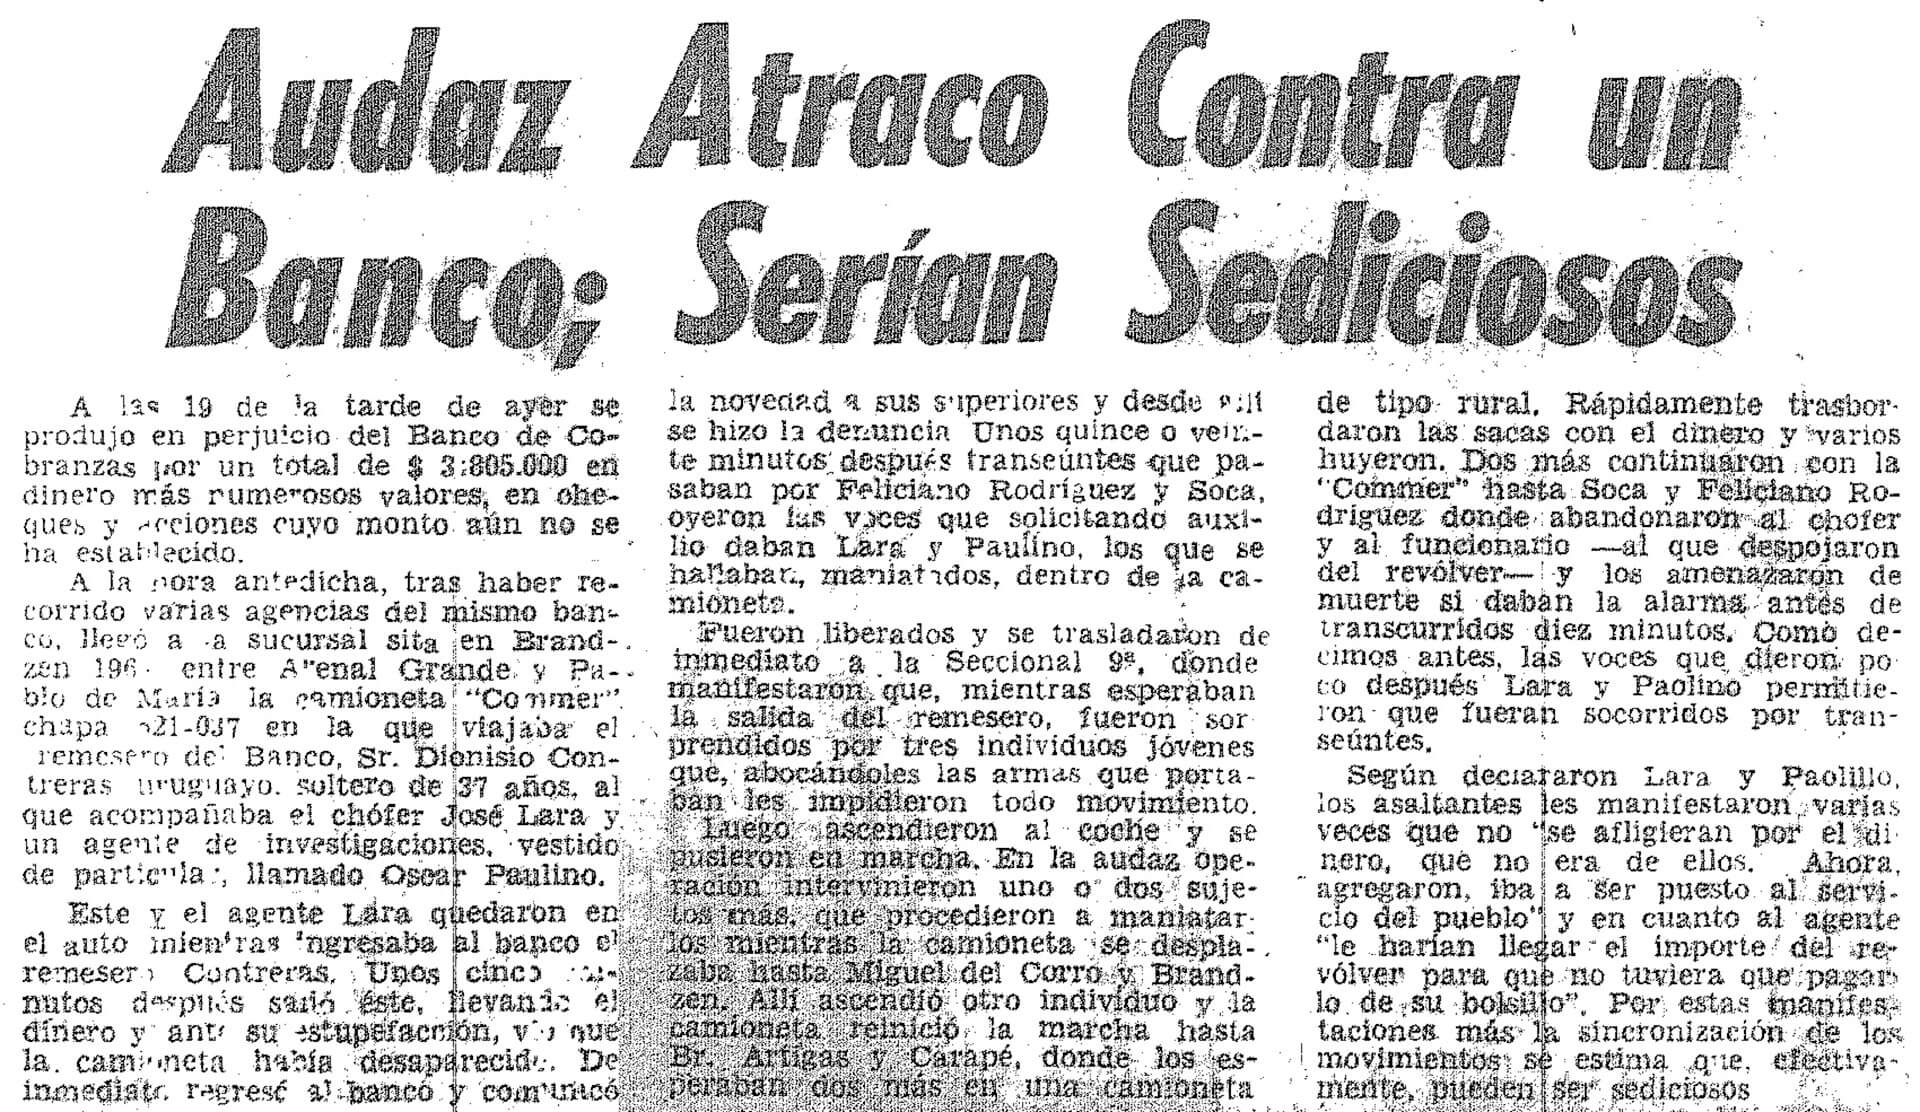 Audaz Atraco Contra un
Banco; Serían Sediciosos
A las 19 de la tarde de ayer se
produjo en perjuicio del Banco de Co-
branzas por un total de $ 3:805.000 en
dinero más numerosos valores, en che-
ques y acciones cuyo monto aún no se
ha establecido.
A la hora antedicha, tras haber re-
corrido varias agencias del mismo ban-
co, llegó a la sucursal sita en Brand-
zen entre Arenal Grande y Pa-
blo de María la camioneta "Commer"
chapa en la que viajaba el
remesero del Banco, Sr. Dionisio Con-
treras uruguayo. soltero de 37 años, al
que acompañaba el chófer José Lara y
un agente de investigaciones, vestido
de particular, llamado Oscar Paulino.
Este y el agente Lara quedaron en
el auto mientras ingresaba al banco el
remesero Contreras. Unos cinco mi-
nutos después salió éste, llevando el
dinero y ante su estupefacción, vio que
la camioneta había desaparecido. De
inmediato regresé al banco y comunicó
la novedad a sus superiores y desde allí
se hizo la denuncia Unos quince o vein-
te minutos después transeúntes que pa-
saban por Feliciano Rodríguez y Soca,
oyeron las voces que solicitando auxi-
lio daban Lara y Paulino, los que se
hallaban, maniatados, dentro de la ca-
mioneta.
Fueron liberados y se trasladaron de
inmediato a la Seccional 9ª, donde
manifestaron que, mientras esperaban
la salida del remesero, fueron sor
prendidos por tres individuos jóvenes
que, abocándoles las armas que porta-
ban les impidieron todo movimiento.
Luego ascendieron al coche y se
pusieron en marcha. En la audaz ope-
ración intervinieron uno o dos suje-
tos más, que procedieron a maniatar
los mientras la camioneta se despla-
zaba hasta Miguel del Corro y Brand-
zen. Allí ascendió otro individuo y la
camioneta reinició la marcha hasta
Br. Artigas y Carapé, donde los es-
peraban dos más en una camioneta
de tipo rural. Rápidamente trasbor-
daron las sacas con el dinero y varios
huyeron. Dos más continuaron con la
"Commer" hasta Soca y Feliciano Ro-
driguez donde abandonaron al chofer
y al funcionario —al que despojaron
del revólver— y los amenazaron de
muerte si daban la alarma antes de
transcurridos diez minutos. Como de-
cimos antes, las voces que dieron po
co después Lara y Paolino permitie-
ron que fueran socorridos por tran-
seúntes.
Según declararon Lara y Paolillo,
los asaltantes les manifestaron varias
veces que no "se afligieran por el di
nero, que no era de ellos. Ahora,
agregaron, iba a ser puesto al servi-
cio del pueblo" y en cuanto al agente
"le harían llegar el importe del re-
vólver para que no tuviera que pagar
lo de su bolsillo". Por estas manifes-
taciones más la sincronización de los
movimientos se estima que, efectiva-
mente, pueden ser sediciosos